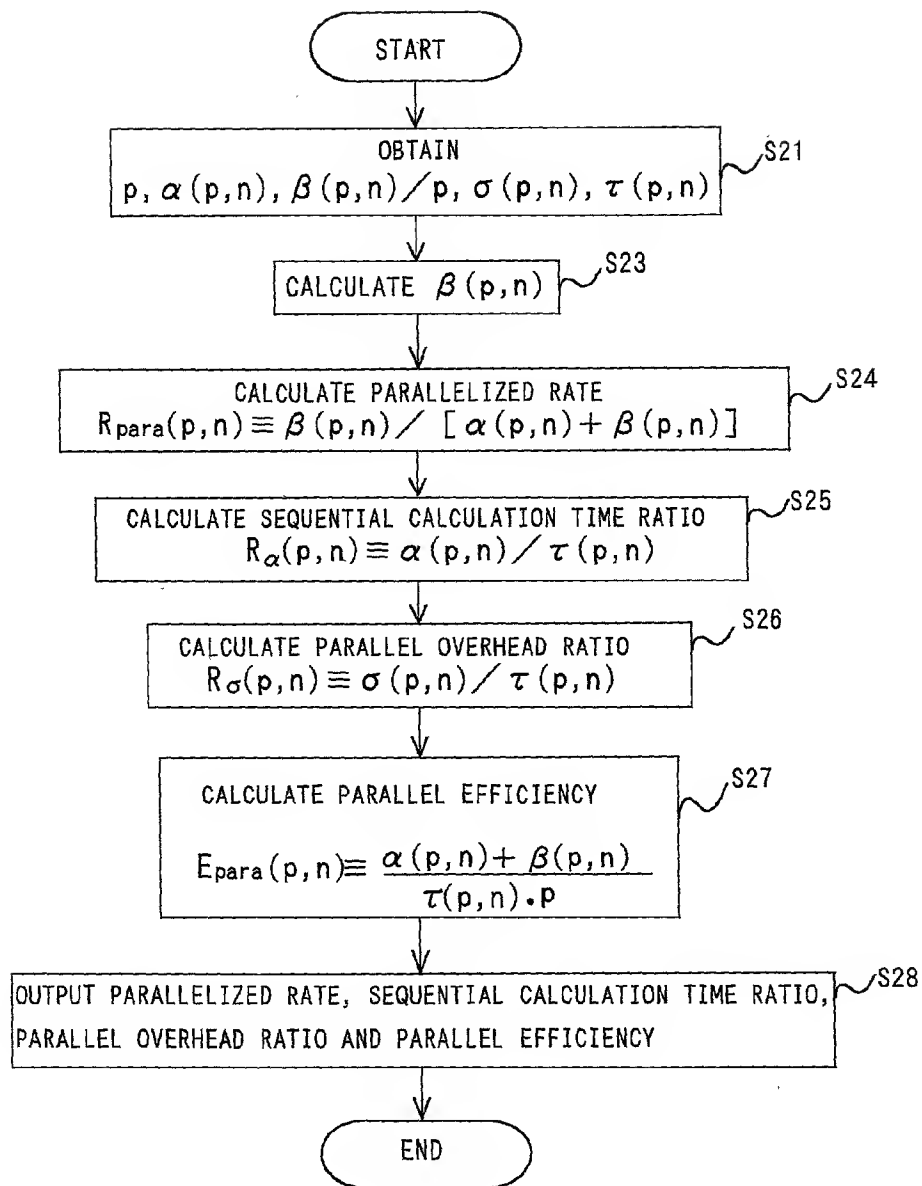 START
OBTAIN
p, α(p,n), β(p,n)/p, σ(p,n), τ(p,n)
S21
CALCULATE β(p,n)
S23
CALCULATE PARALLELIZED RATE
Rpara(p,n)≡β(p,n)/[α(p,n)+β(p,n)]
S24
CALCULATE SEQUENTIAL CALCULATION TIME RATIO
Rα(p,n)≡α(p,n)/τ(p,n)
S25
CALCULATE PARALLEL OVERHEAD RATIO
Rσ(p,n)≡σ(p,n)/τ(p,n)
S26
CALCULATE PARALLEL EFFICIENCY
Epara(p,n)≡ α(p,n)+ β(p,n)
τ(p,n)•p
S27
OUTPUT PARALLELIZED RATE, SEQUENTIAL CALCULATION TIME RATIO,
PARALLEL OVERHEAD RATIO AND PARALLEL EFFICIENCY
S28
END